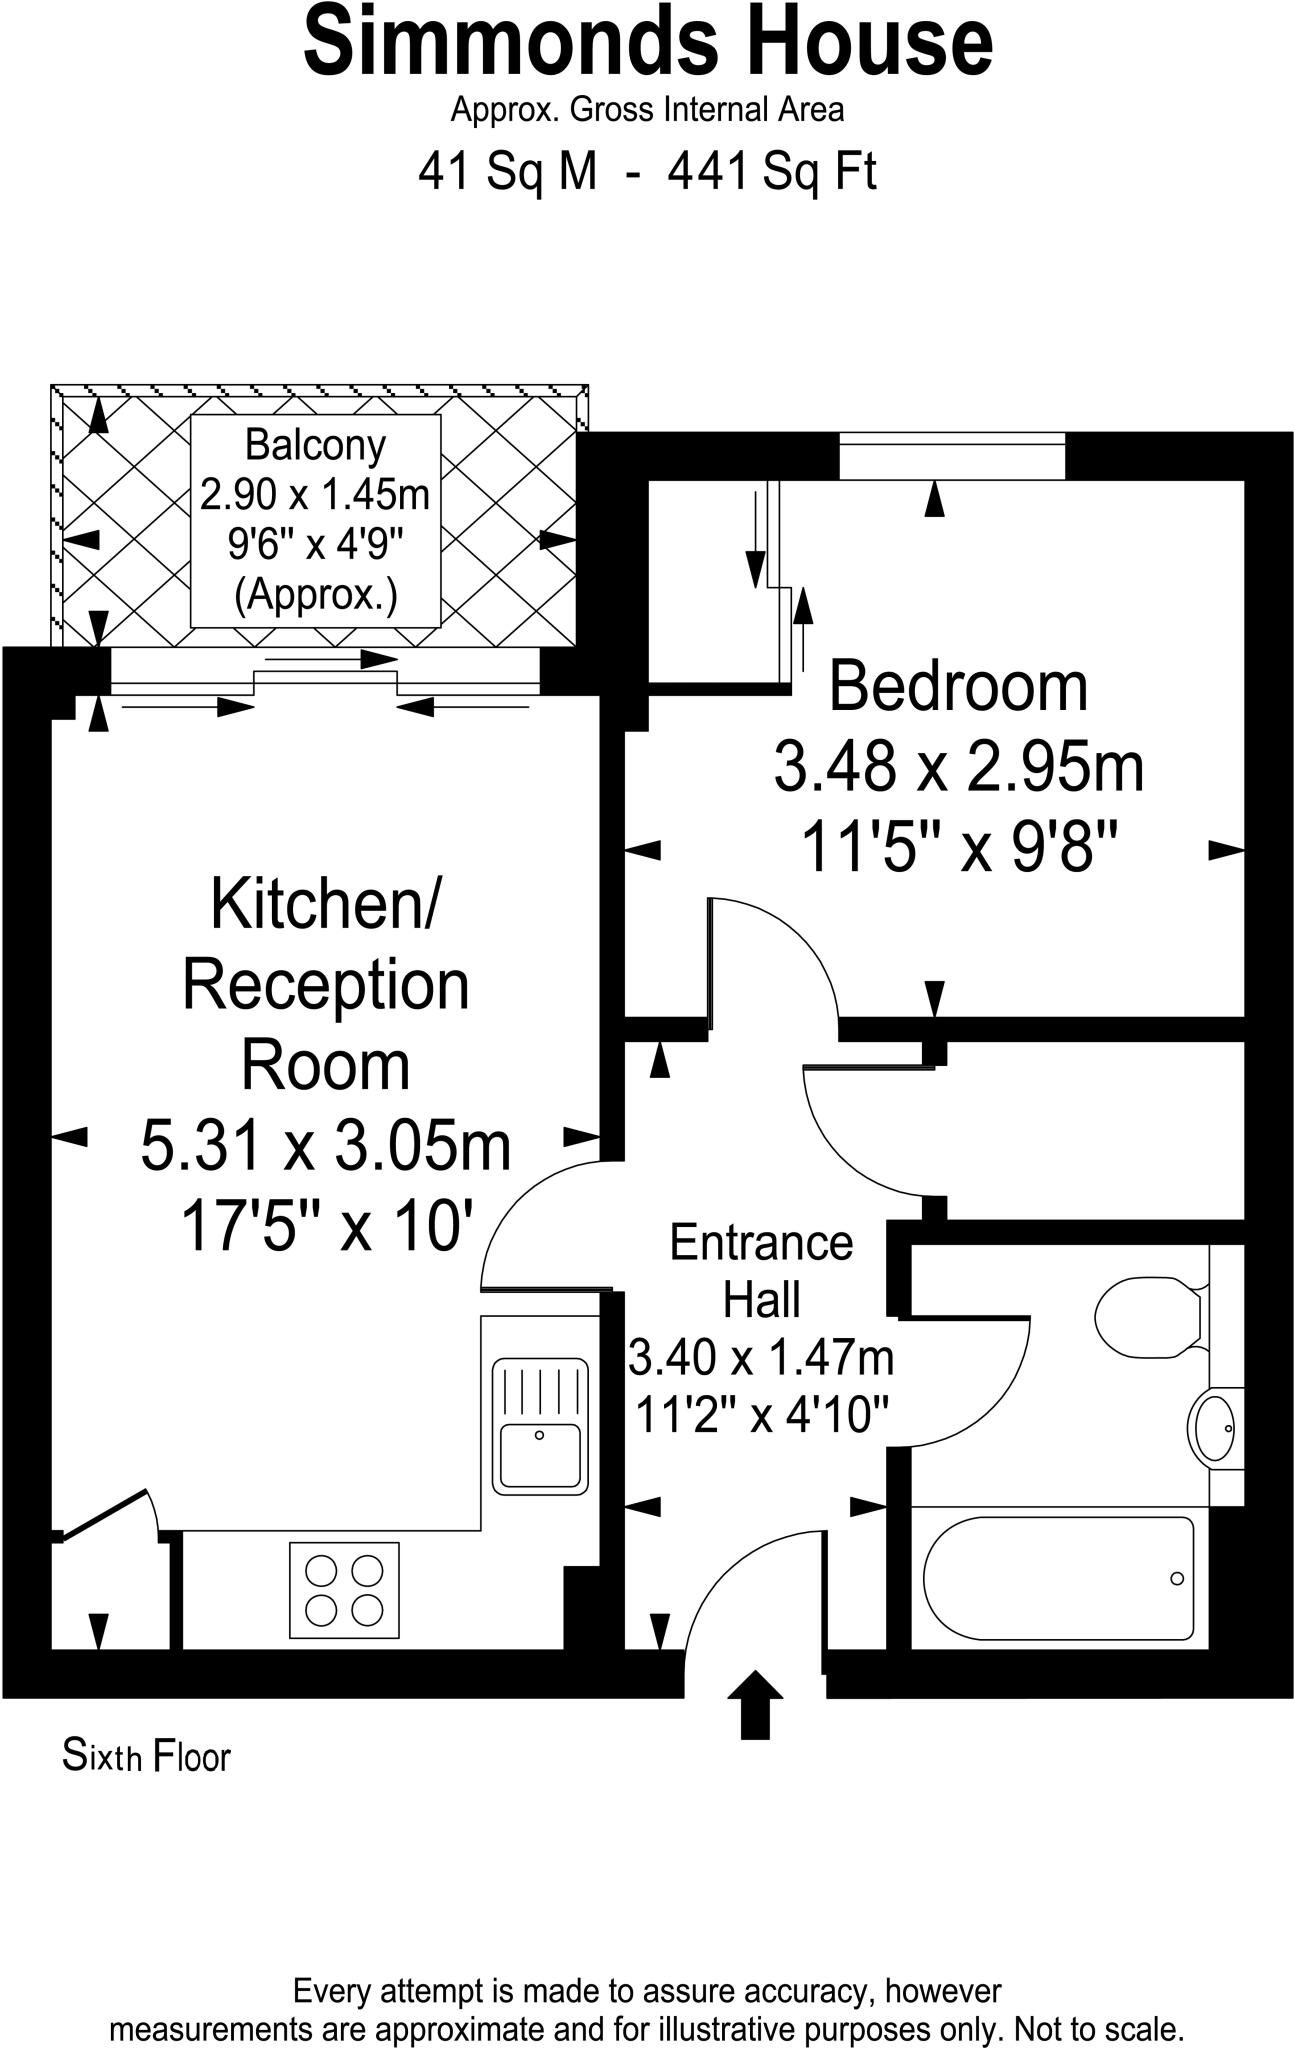 Simmonds House
Approx. Gross Internal Area
41 Sq M - 441 Sq Ft
Balcony
2.90 x 1.45m
9'6" x 4'9"
(Approx.)
Bedroom
3.48 x 2.95m
11'5" x 9'8"
Kitchen/
Reception
Room
5.31 x 3.05m
17'5" x 10'
Entrance
Hall
3.40 x 1.47m
11'2" x 4'10"
Sixth Floor
Every attempt is made to assure accuracy, however
measurements are approximate and for illustrative purposes only. Not to scale.